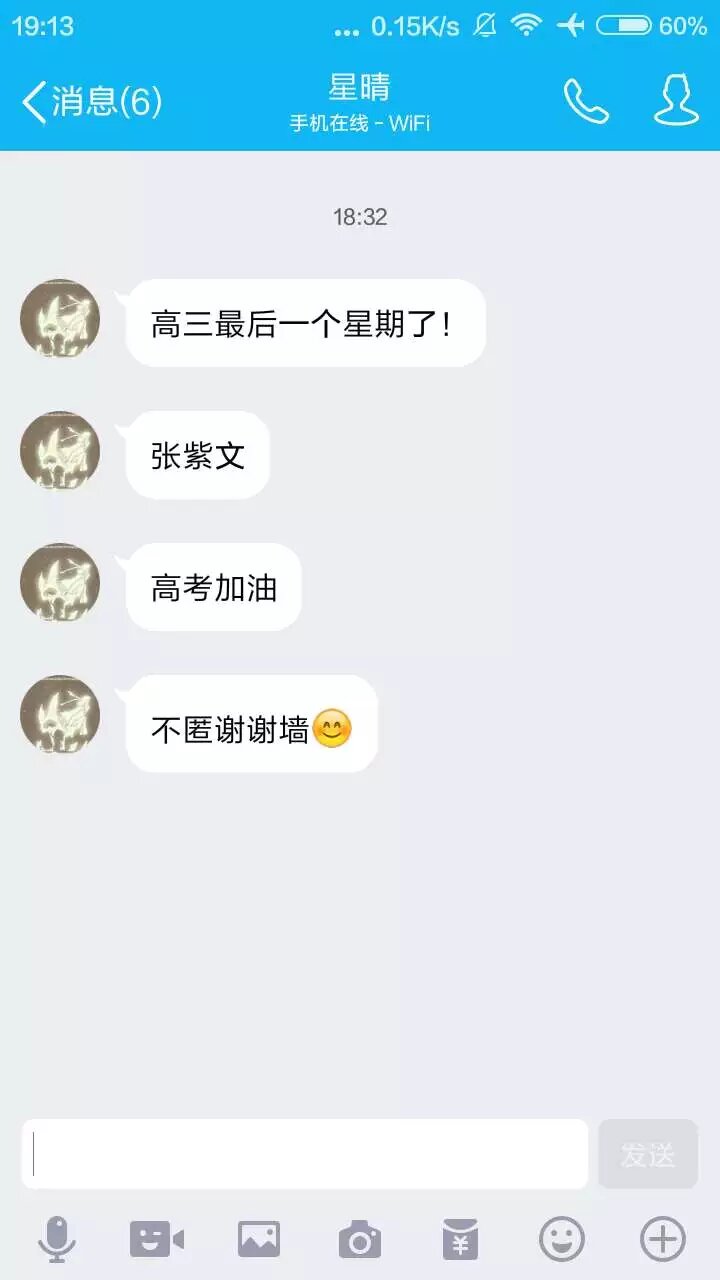 19:13 ... 0.15K/s 60%
消息(6) 星晴
手机在线 - WiFi
18:32
高三最后一个星期了!
张紫文
高考加油
不匿谢谢墙😊
发送